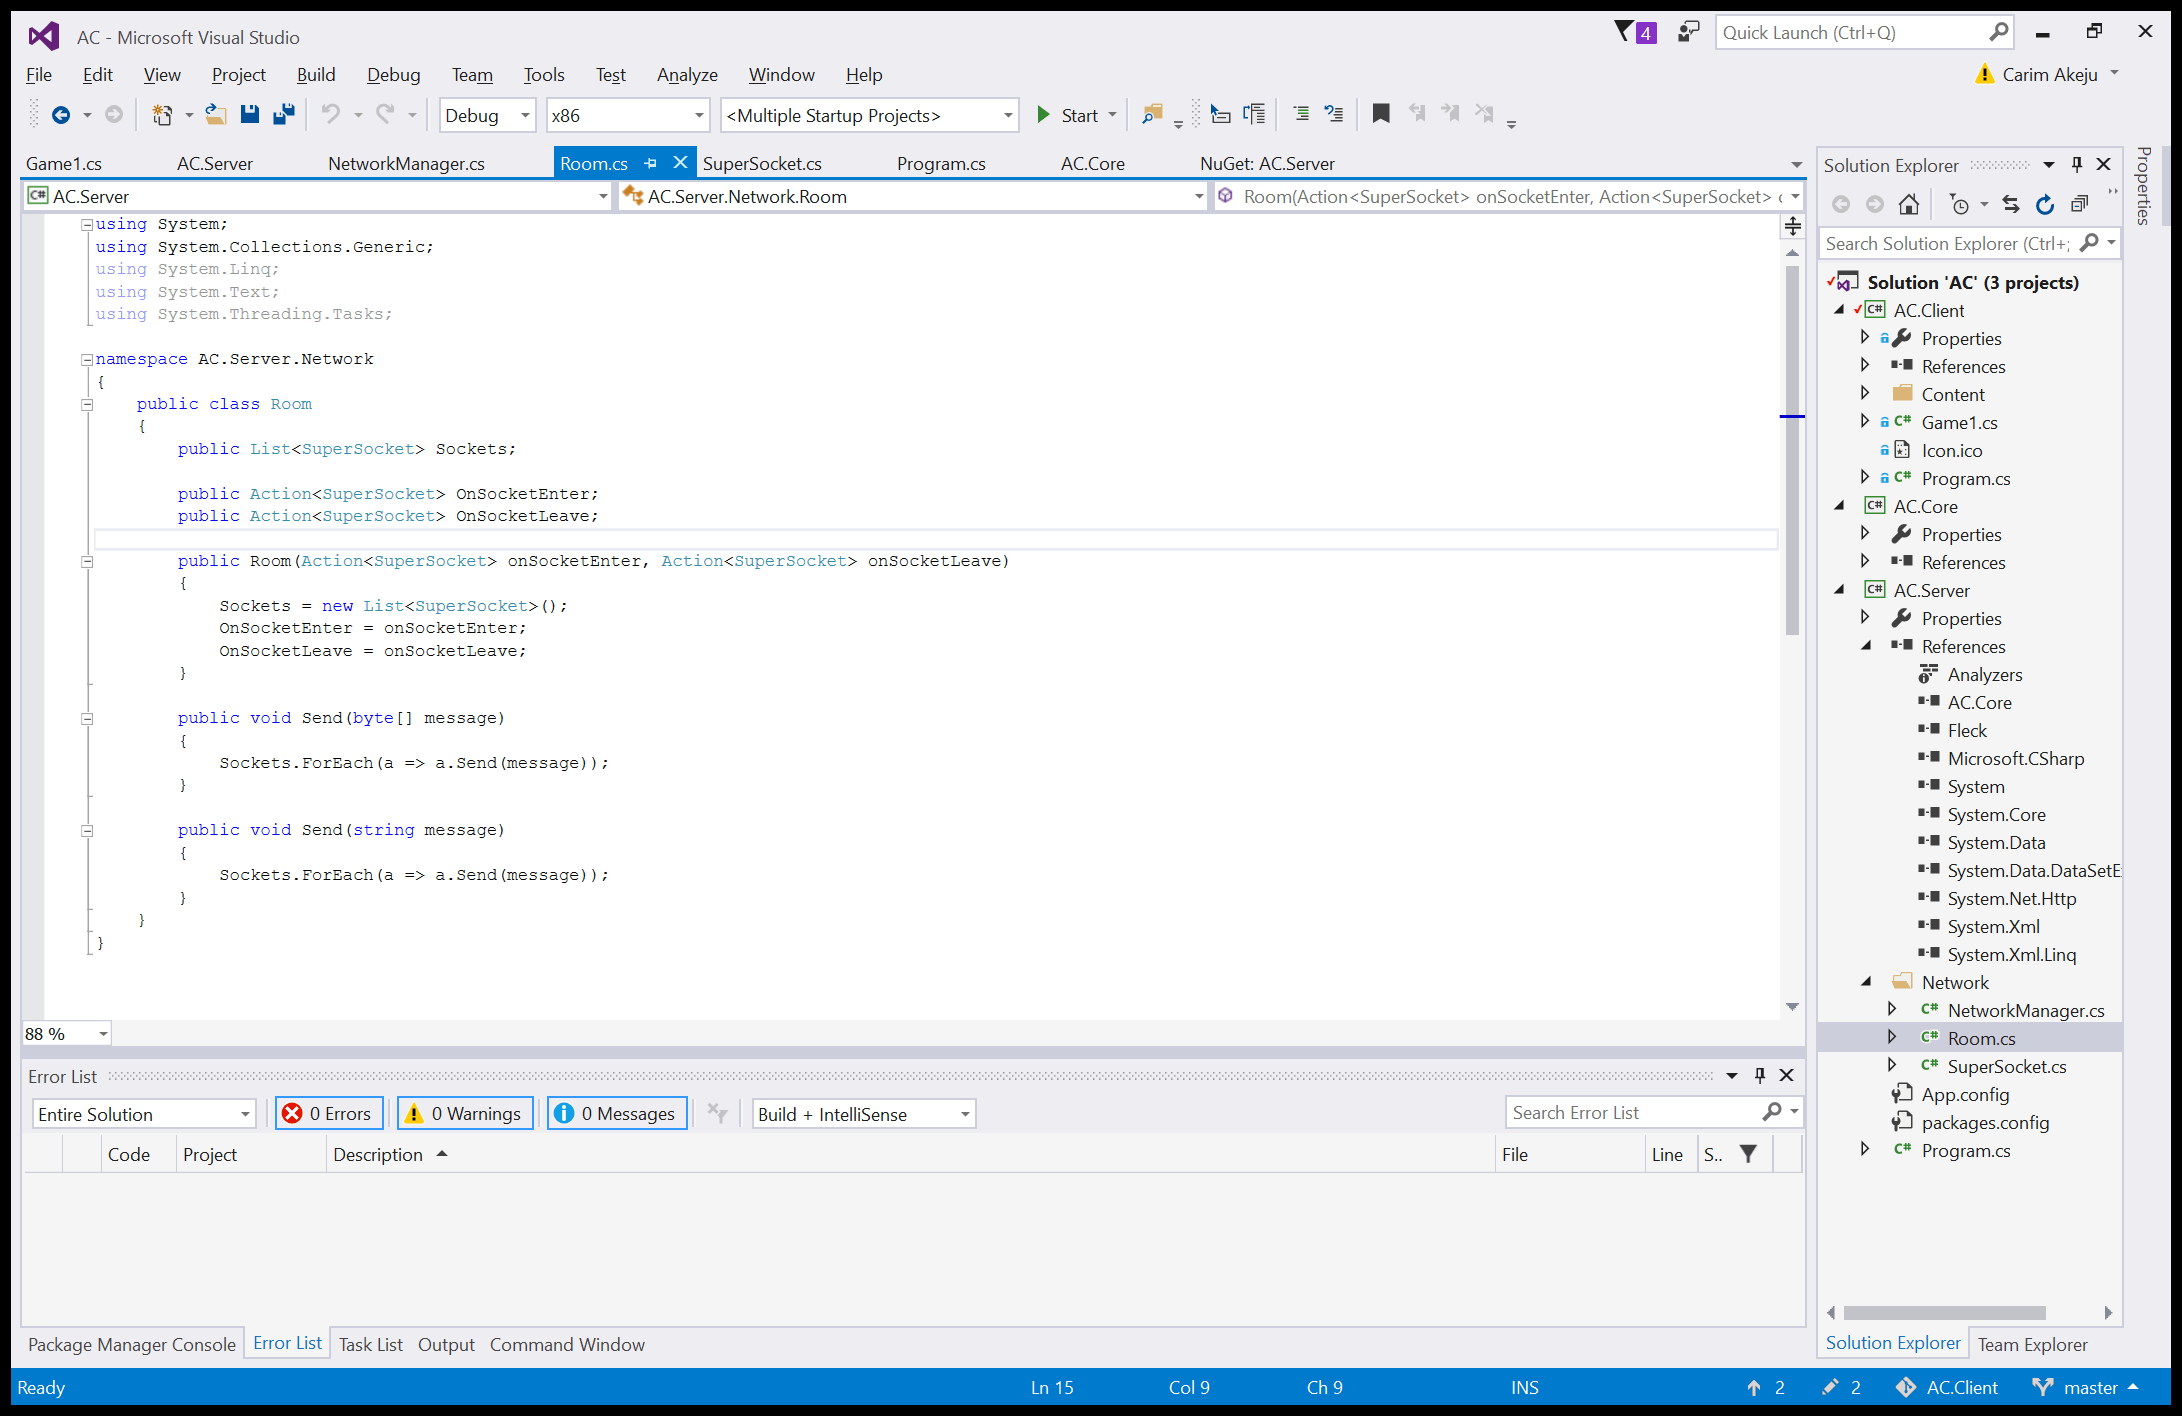 AC - Microsoft Visual Studio
4
Quick Launch (Ctrl+Q)
File Edit View Project Build Debug Team Tools Test Analyze Window Help
Carim Akeju
Debug x86 <Multiple Startup Projects> Start
Game1.cs AC.Server NetworkManager.cs Room.cs SuperSocket.cs Program.cs AC.Core NuGet: AC.Server
AC.Server AC.Server.Network.Room Room(Action<SuperSocket> onSocketEnter, Action<SuperSocket> o
using System;
using System.Collections.Generic;
using System.Linq;
using System.Text;
using System.Threading.Tasks;
namespace AC.Server.Network
{
public class Room
{
public List<SuperSocket> Sockets;
public Action<SuperSocket> OnSocketEnter;
public Action<SuperSocket> OnSocketLeave;
public Room(Action<SuperSocket> onSocketEnter, Action<SuperSocket> onSocketLeave)
{
Sockets = new List<SuperSocket>();
OnSocketEnter = onSocketEnter;
OnSocketLeave = onSocketLeave;
}
public void Send(byte[] message)
{
Sockets.ForEach(a => a.Send(message));
}
public void Send(string message)
{
Sockets.ForEach(a => a.Send(message));
}
}
}
88 %
Error List
Entire Solution 0 Errors 0 Warnings 0 Messages Build + IntelliSense Search Error List
Code Project Description File Line S..
Package Manager Console Error List Task List Output Command Window
Solution Explorer
Search Solution Explorer (Ctrl+;
Solution 'AC' (3 projects)
AC.Client
Properties
References
Content
Game1.cs
Icon.ico
Program.cs
AC.Core
Properties
References
AC.Server
Properties
References
Analyzers
AC.Core
Fleck
Microsoft.CSharp
System
System.Core
System.Data
System.Data.DataSetE
System.Net.Http
System.Xml
System.Xml.Linq
Network
NetworkManager.cs
Room.cs
SuperSocket.cs
App.config
packages.config
Program.cs
Solution Explorer Team Explorer
Properties
Ready Ln 15 Col 9 Ch 9 INS 2 2 AC.Client master